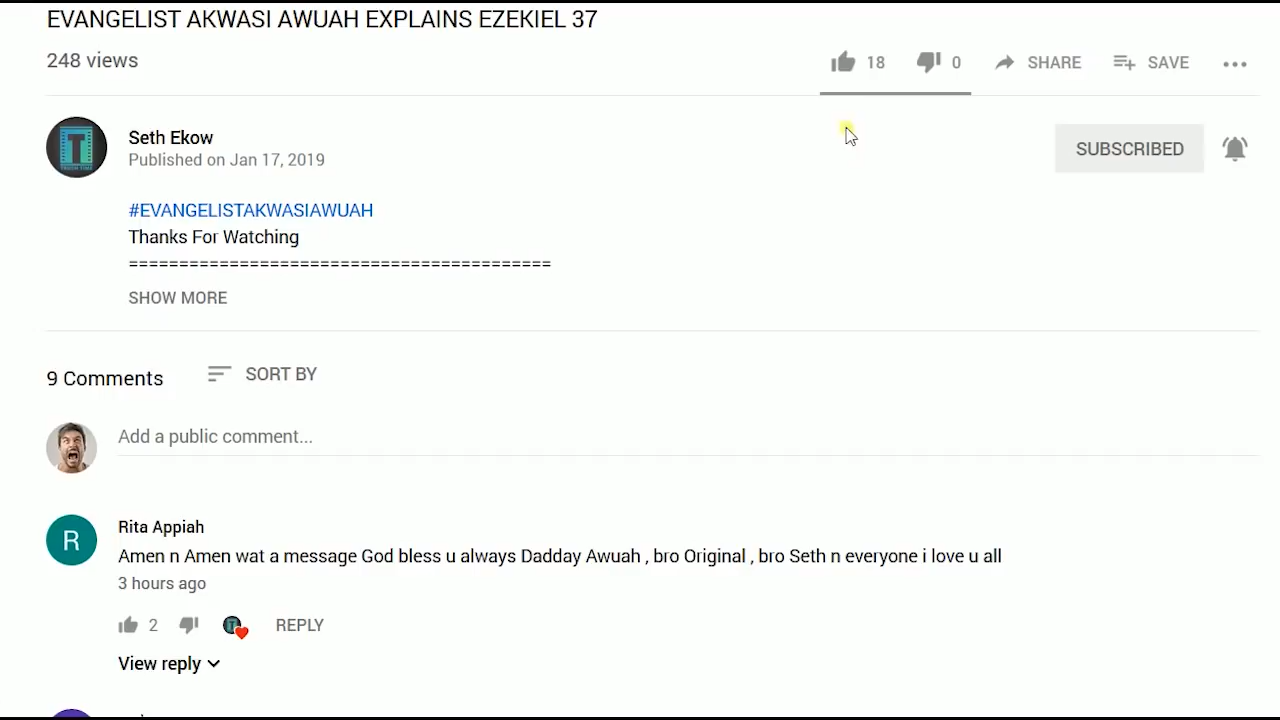 EVANGELIST AKWASI AWUAH EXPLAINS EZEKIEL 37
248 views
18 0 SHARE SAVE
Seth Ekow
Published on Jan 17, 2019
SUBSCRIBED
#EVANGELISTAKWASIAWUAH
Thanks For Watching
==========================================
SHOW MORE
9 Comments SORT BY
Add a public comment...
R
Rita Appiah
Amen n Amen wat a message God bless u always Dadday Awuah , bro Original , bro Seth n everyone i love u all
3 hours ago
2 REPLY
View reply